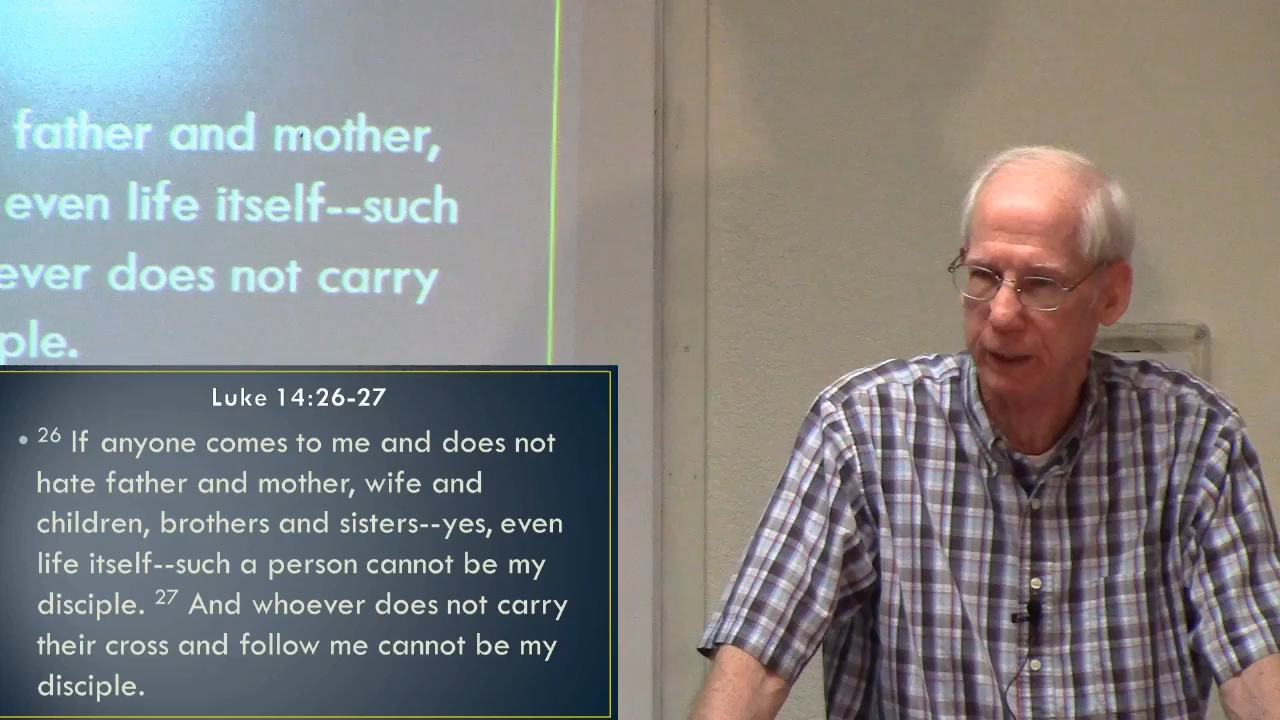 father and mother,
even life itself--such
ever does not carry
ple.
Luke 14:26-27
• 26 If anyone comes to me and does not
hate father and mother, wife and
children, brothers and sisters--yes, even
life itself--such a person cannot be my
disciple. 27 And whoever does not carry
their cross and follow me cannot be my
disciple.